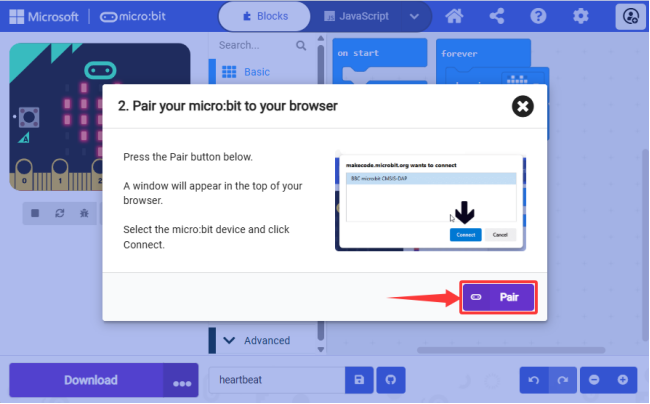 Microsoft
micro:bit
Blocks
JavaScript
Search...
Basic
on start
forever
2. Pair your micro:bit to your browser
Press the Pair button below.
A window will appear in the top of your
browser.
Select the micro:bit device and click
Connect.
makecode.microbit.org wants to connect
BBC micro:bit CMSIS-DAP
Connect
Cancel
0
1
2
Pair
Advanced
Download
heartbeat